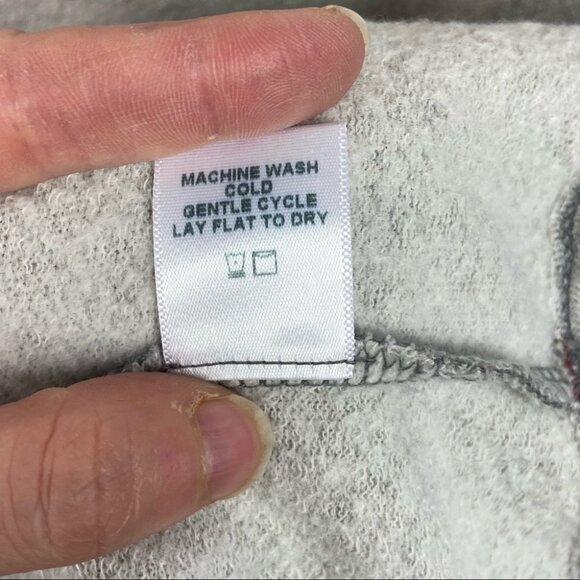 MACHINE WASH
COLD
GENTLE CYCLE
LAY FLAT TO DRY